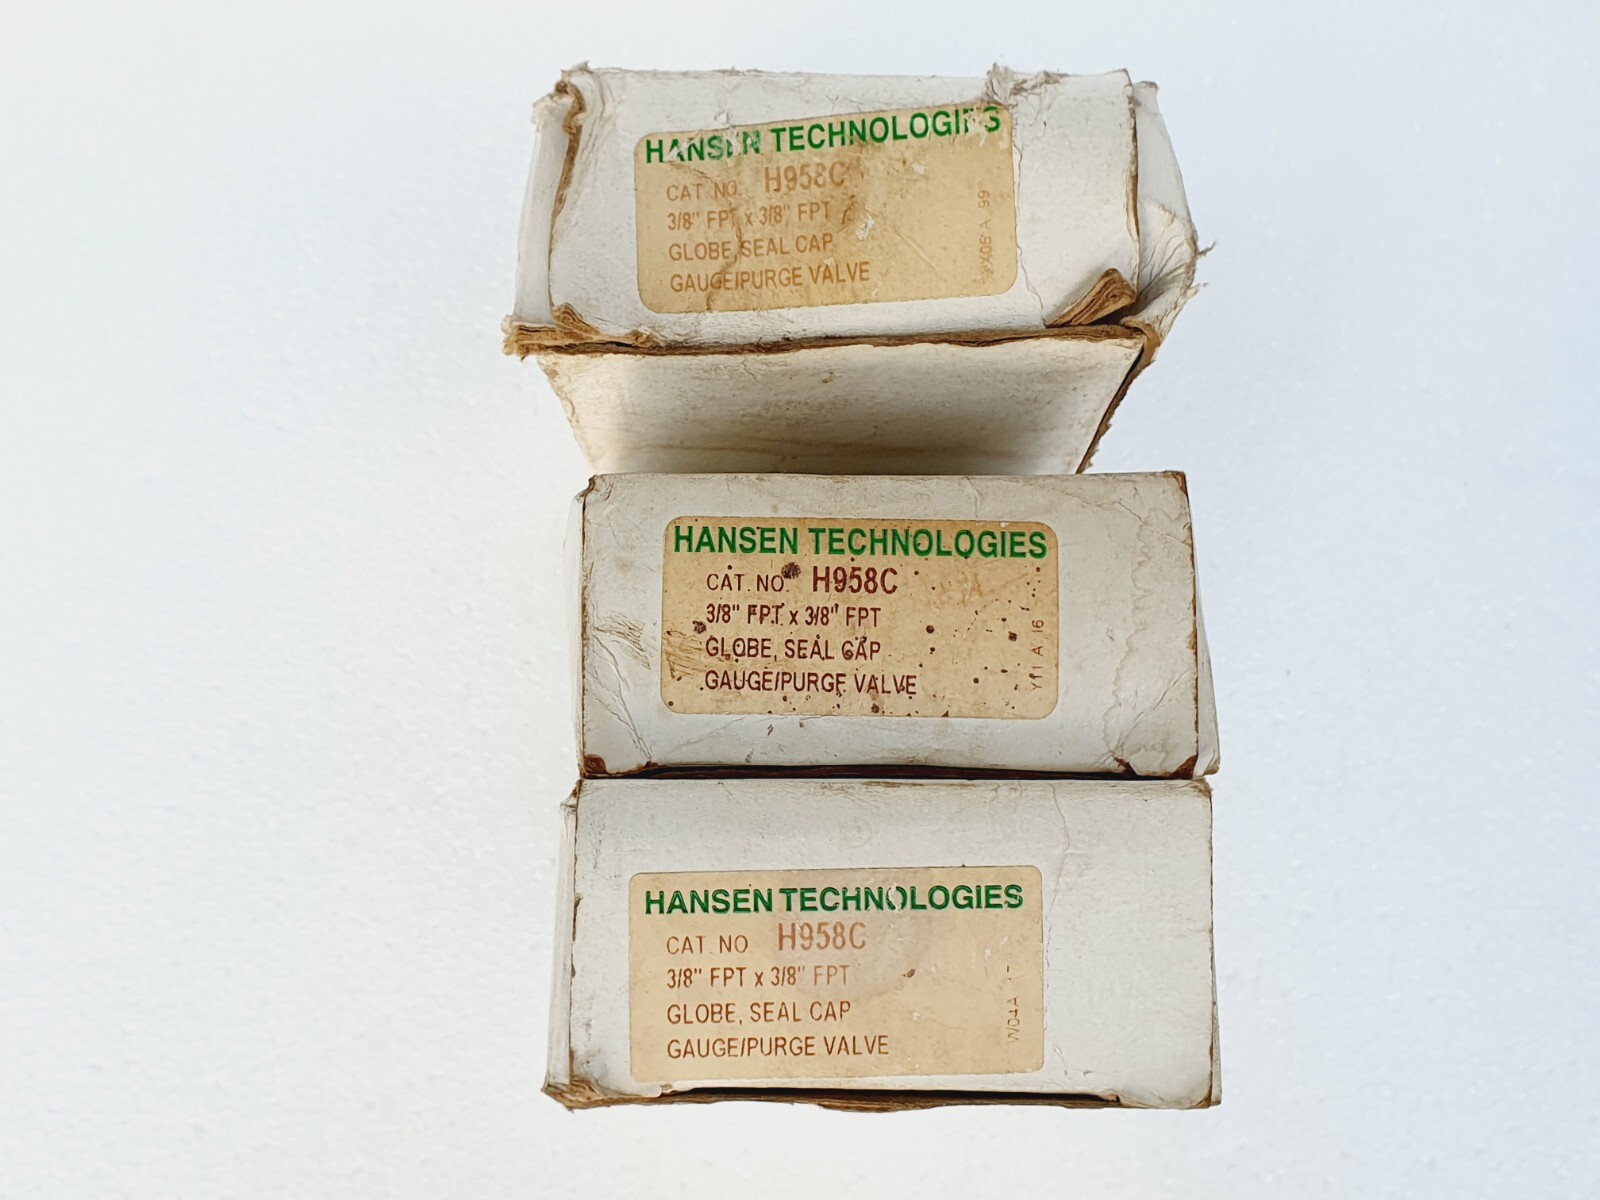 HANSEN TECHNOLOGIES
CAT. NO. H958C
3/8" FPT x 3/8" FPT
GLOBE, SEAL CAP
GAUGE/PURGE VALVE
HANSEN TECHNOLOGIES
CAT. NO. H958C
3/8" FPT x 3/8" FPT
GLOBE, SEAL CAP
GAUGE/PURGE VALVE
Y11 A 16
HANSEN TECHNOLOGIES
CAT. NO. H958C
3/8" FPT x 3/8" FPT
GLOBE, SEAL CAP
GAUGE/PURGE VALVE
W04A